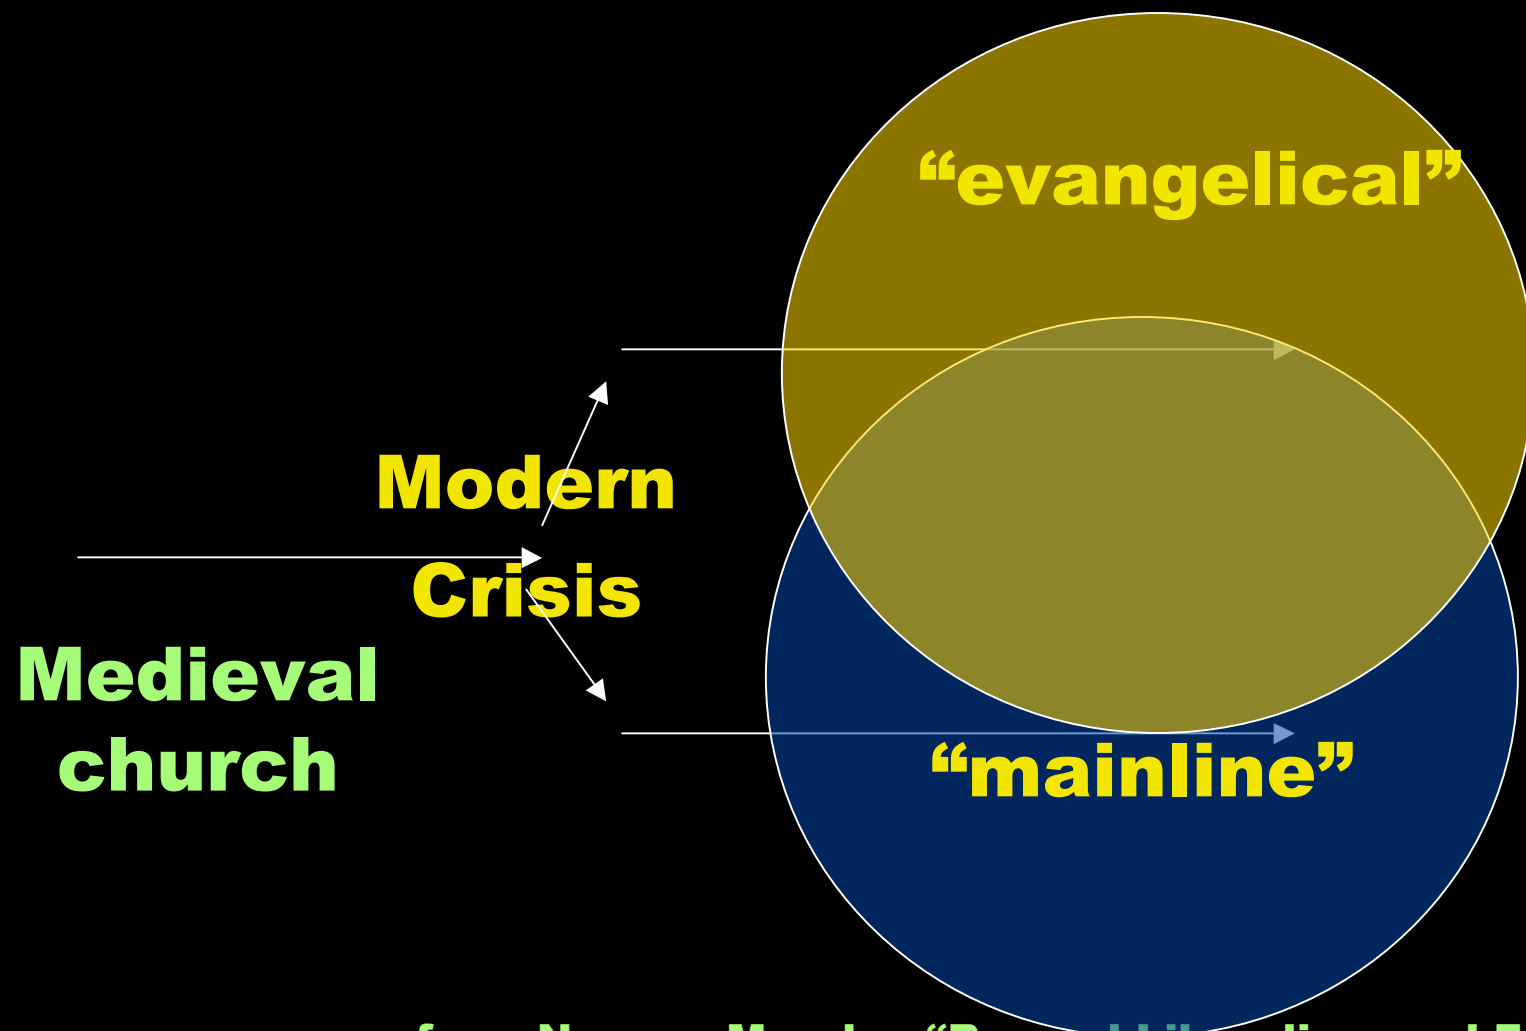 “evangelical”
Modern
Crisis
Medieval
church
“mainline”